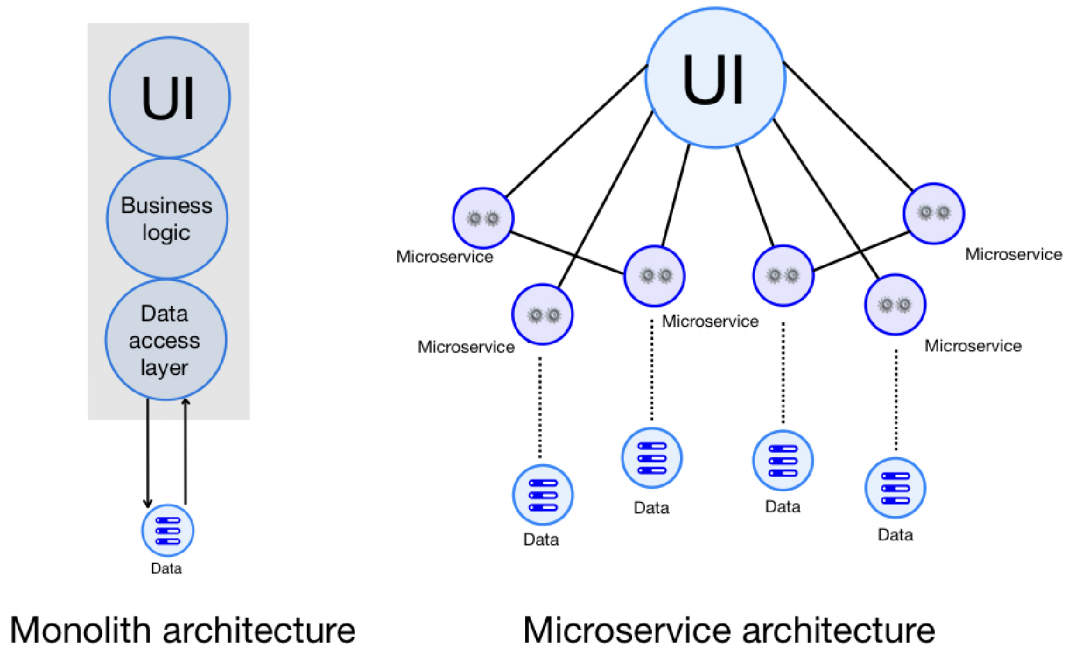 UI
Business
logic
Data
access
layer
Data
Monolith architecture
UI
Microservice
Microservice
Microservice
Microservice
Microservice
Data
Data
Data
Data
Microservice architecture